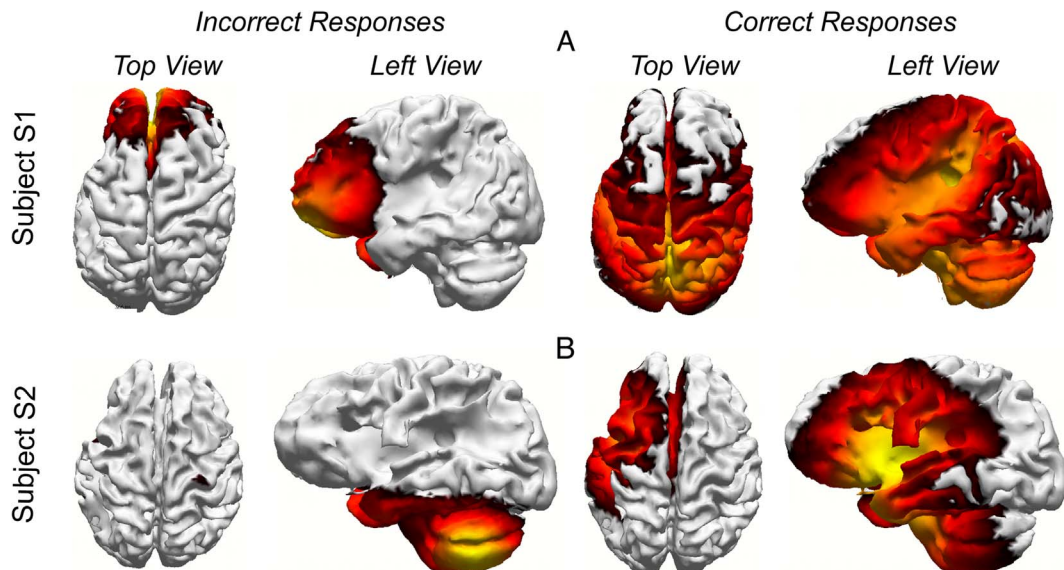 Incorrect Responses
A
Correct Responses
Top View
Left View
Top View
Left View
Subject S1
B
Subject S2